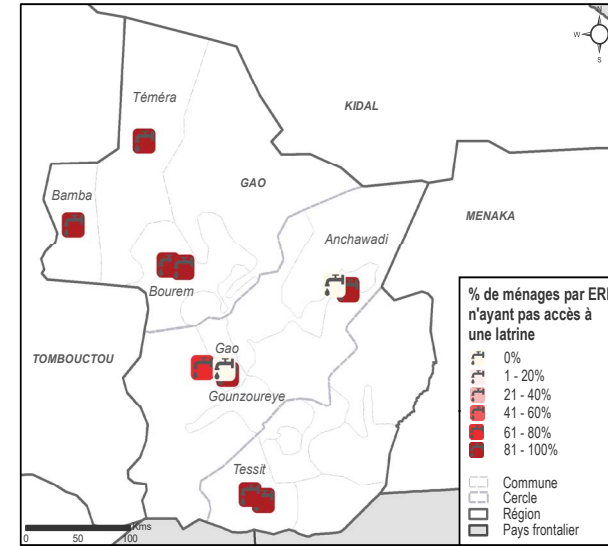 N
W
S
Téméra
KIDAL
GAO
Bamba
MENAKA
Anchawadi
Bourem
Gao
TOMBOUCTOU
Gounzoureye
Tessit
Kms
0 50 100
% de ménages par ERI
n'ayant pas accès à
une latrine
0%
1 - 20%
21 - 40%
41 - 60%
61 - 80%
81 - 100%
Commune
Cercle
Région
Pays frontalier